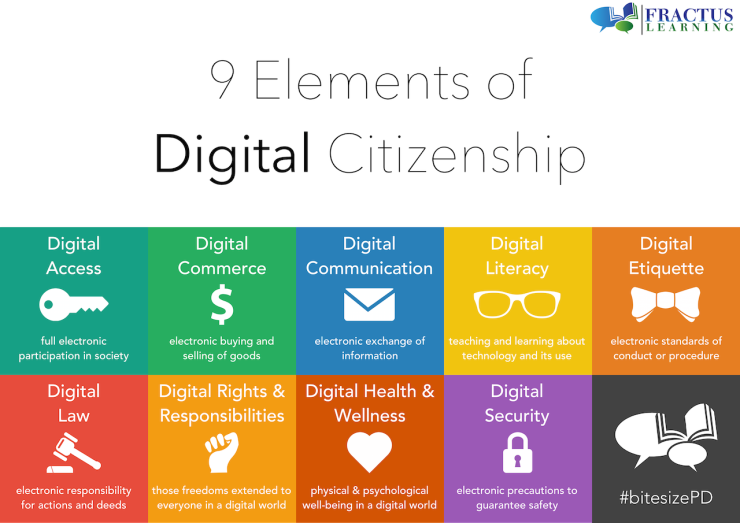 FRACTUS
LEARNING
9 Elements of
Digital Citizenship
Digital
Access
full electronic
participation in society
Digital
Commerce
$
electronic buying and
selling of goods
Digital
Communication
electronic exchange of
information
Digital
Literacy
teaching and learning about
technology and its use
Digital
Etiquette
electronic standards of
conduct or procedure
Digital
Law
electronic responsibility
for actions and deeds
Digital Rights &
Responsibilities
those freedoms extended to
everyone in a digital world
Digital Health &
Wellness
physical & psychological
well-being in a digital world
Digital
Security
electronic precautions to
guarantee safety
#bitesizePD